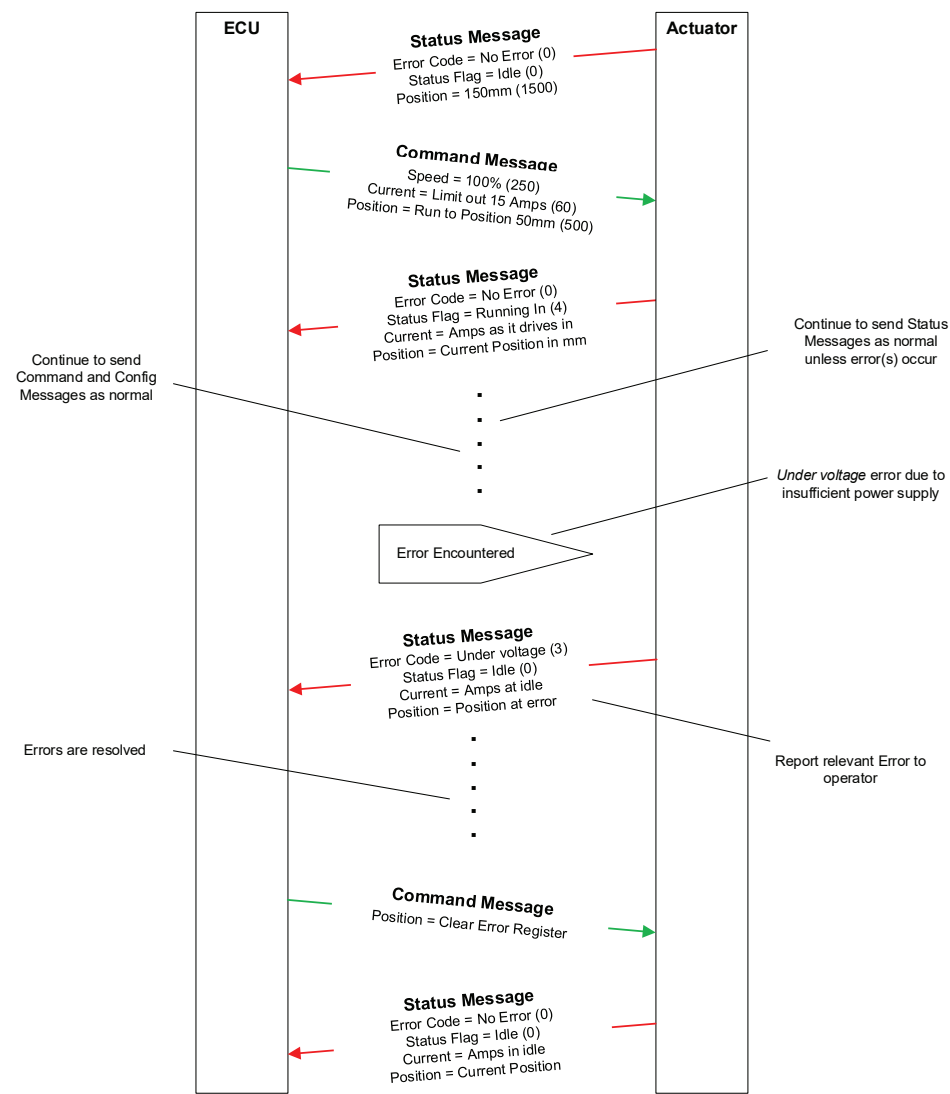 ECU
Actuator
Status Message
Error Code = No Error (0)
Status Flag = Idle (0)
Position = 150mm (1500)
Command Message
Speed = 100% (250)
Current = Limit out 15 Amps (60)
Position = Run to Position 50mm (500)
Status Message
Error Code = No Error (0)
Status Flag = Running In (4)
Current = Amps as it drives in
Position = Current Position in mm
Continue to send Status
Messages as normal
unless error(s) occur
Continue to send
Command and Config
Messages as normal
Under voltage error due to
insufficient power supply
Error Encountered
Status Message
Error Code = Under voltage (3)
Status Flag = Idle (0)
Current = Amps at idle
Position = Position at error
Errors are resolved
Report relevant Error to
operator
Command Message
Position = Clear Error Register
Status Message
Error Code = No Error (0)
Status Flag = Idle (0)
Current = Amps in idle
Position = Current Position